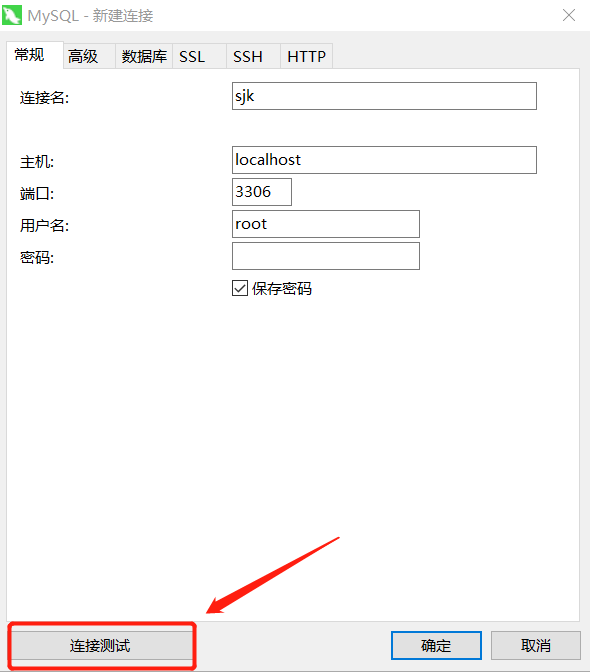 MySQL - 新建连接
常规 高级 数据库 SSL SSH HTTP
连接名: sjk
主机: localhost
端口: 3306
用户名: root
密码:
保存密码
连接测试 确定 取消